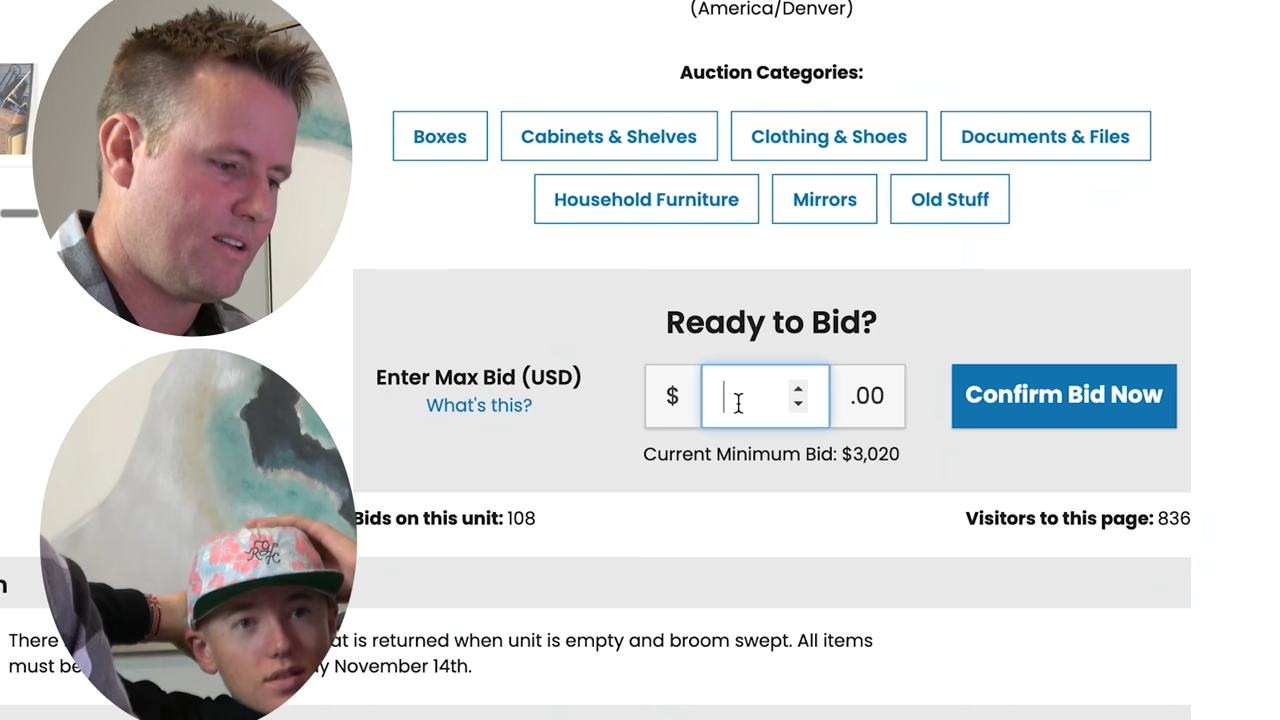 (America/Denver)
Auction Categories:
Boxes
Cabinets & Shelves
Clothing & Shoes
Documents & Files
Household Furniture
Mirrors
Old Stuff
Ready to Bid?
Enter Max Bid (USD)
What's this?
$
.00
Confirm Bid Now
Current Minimum Bid: $3,020
Bids on this unit: 108
Visitors to this page: 836
n
There at is returned when unit is empty and broom swept. All items
must be y November 14th.